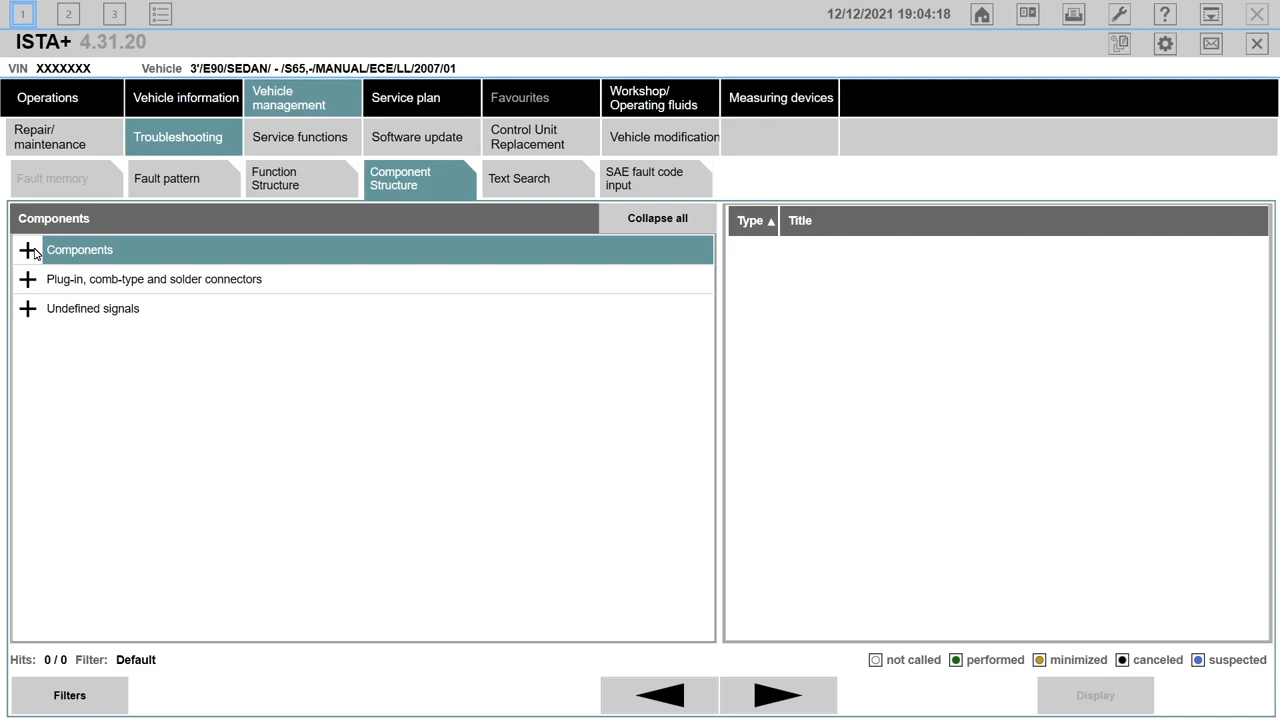 1 2 3 12/12/2021 19:04:18 ?
ISTA+ 4.31.20
VIN XXXXXXX Vehicle 3'/E90/SEDAN/ - /S65,-/MANUAL/ECE/LL/2007/01
Operations Vehicle information Vehicle management Service plan Favourites Workshop/ Operating fluids Measuring devices
Repair/ maintenance Troubleshooting Service functions Software update Control Unit Replacement Vehicle modification
Fault memory Fault pattern Function Structure Component Structure Text Search SAE fault code input
Components Collapse all Type ▲ Title
Components
Plug-in, comb-type and solder connectors
Undefined signals
Hits: 0 / 0 Filter: Default not called performed minimized canceled suspected
Filters Display